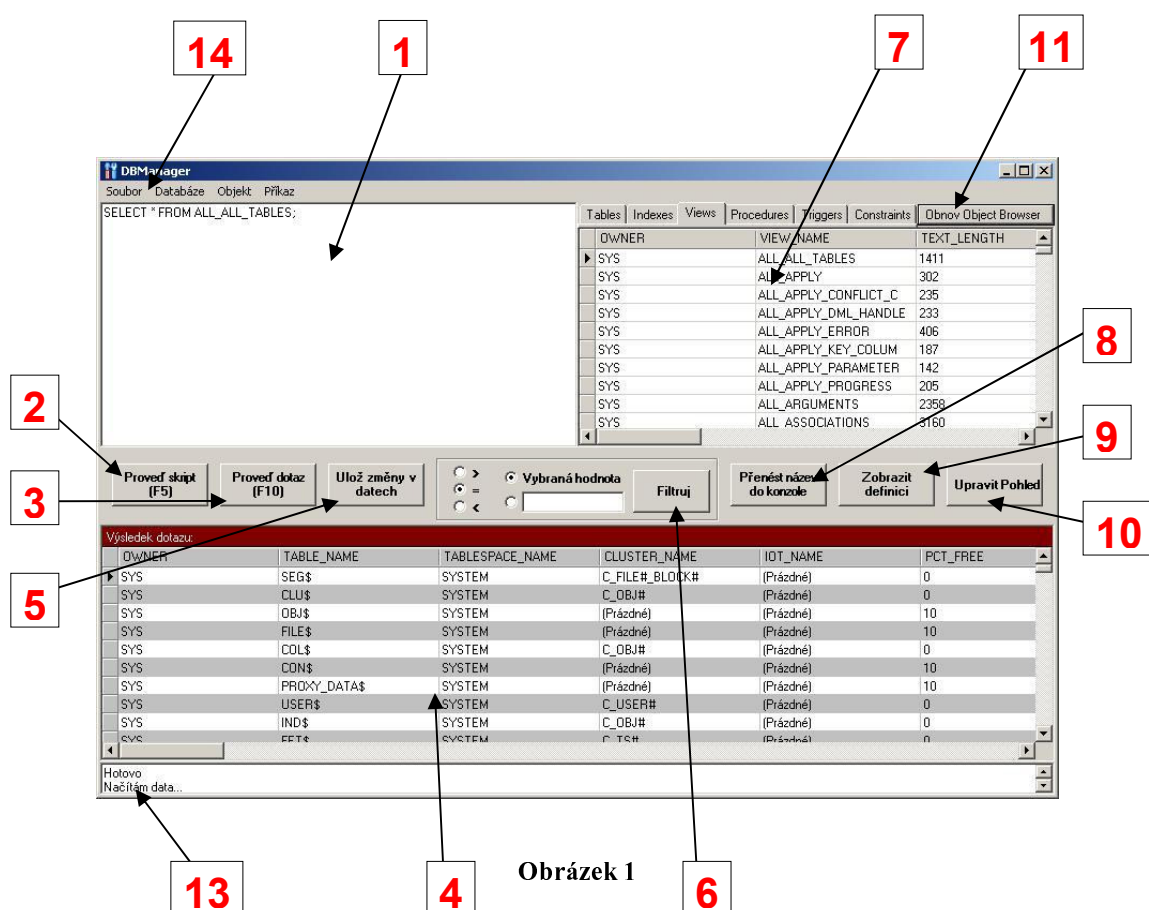 14 1 7 11
DBManager
Soubor Databáze Objekt Příkaz
SELECT * FROM ALL_ALL_TABLES;
Tables Indexes Views Procedures Triggers Constraints Obnov Object Browser
OWNER VIEW_NAME TEXT_LENGTH
SYS ALL_ALL_TABLES 1411
SYS ALL_APPLY 302
SYS ALL_APPLY_CONFLICT_C 235
SYS ALL_APPLY_DML_HANDLE 233
SYS ALL_APPLY_ERROR 406
SYS ALL_APPLY_KEY_COLUM 187
SYS ALL_APPLY_PARAMETER 142
SYS ALL_APPLY_PROGRESS 205
SYS ALL_ARGUMENTS 2358
SYS ALL_ASSOCIATIONS 3160
8
2
9
3
Proveď skript
(F5)
Proveď dotaz
(F10)
Ulož změny v
datech
>
=
<
Vybraná hodnota
Filtruj
Přenést název
do konzole
Zobrazit
definici
Upravit Pohled
10
5
Výsledek dotazu:
OWNER TABLE_NAME TABLESPACE_NAME CLUSTER_NAME IOT_NAME PCT_FREE
SYS SEG$ SYSTEM C_FILE#_BLOCK# (Prázdné) 0
SYS CLU$ SYSTEM C_OBJ# (Prázdné) 0
SYS OBJ$ SYSTEM (Prázdné) (Prázdné) 10
SYS FILE$ SYSTEM (Prázdné) (Prázdné) 10
SYS COL$ SYSTEM C_OBJ# (Prázdné) 0
SYS CON$ SYSTEM (Prázdné) (Prázdné) 10
SYS PROXY_DATA$ SYSTEM (Prázdné) (Prázdné) 10
SYS USER$ SYSTEM C_USER# (Prázdné) 0
SYS IND$ SYSTEM C_OBJ# (Prázdné) 0
SYS FET$ SYSTEM C_TS# (Prázdné) 0
Hotovo
Načítám data...
Obrázek 1
13 4 6